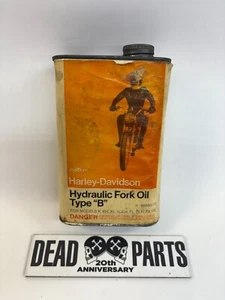 Harley-Davidson
Hydraulic Fork Oil
Type "B"
DANGER
DEAD PARTS
20th
ANNIVERSARY